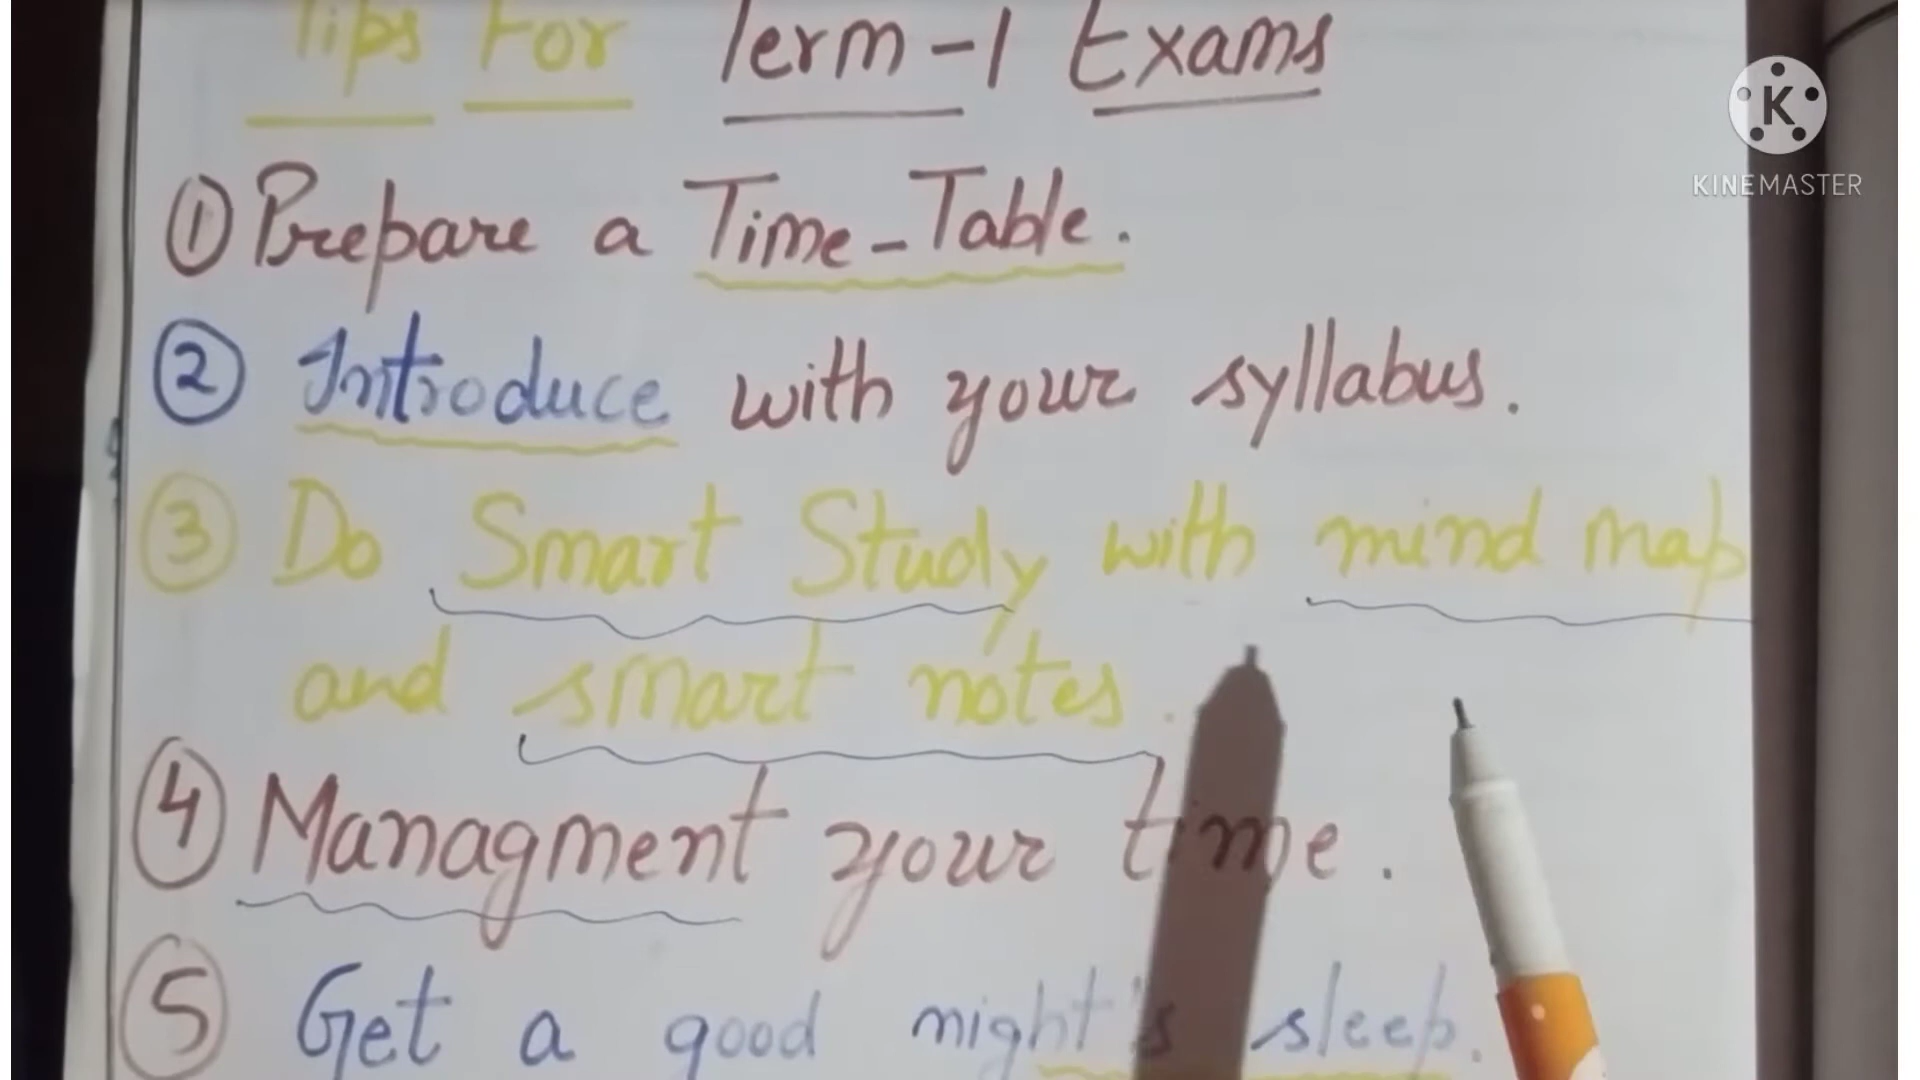 Tips For Term-1 Exams
K
KINEMASTER
① Prepare a Time-Table.
② Introduce with your syllabus.
③ Do Smart Study with mind map
and smart notes.
④ Managment your time.
⑤ Get a good night's sleep.